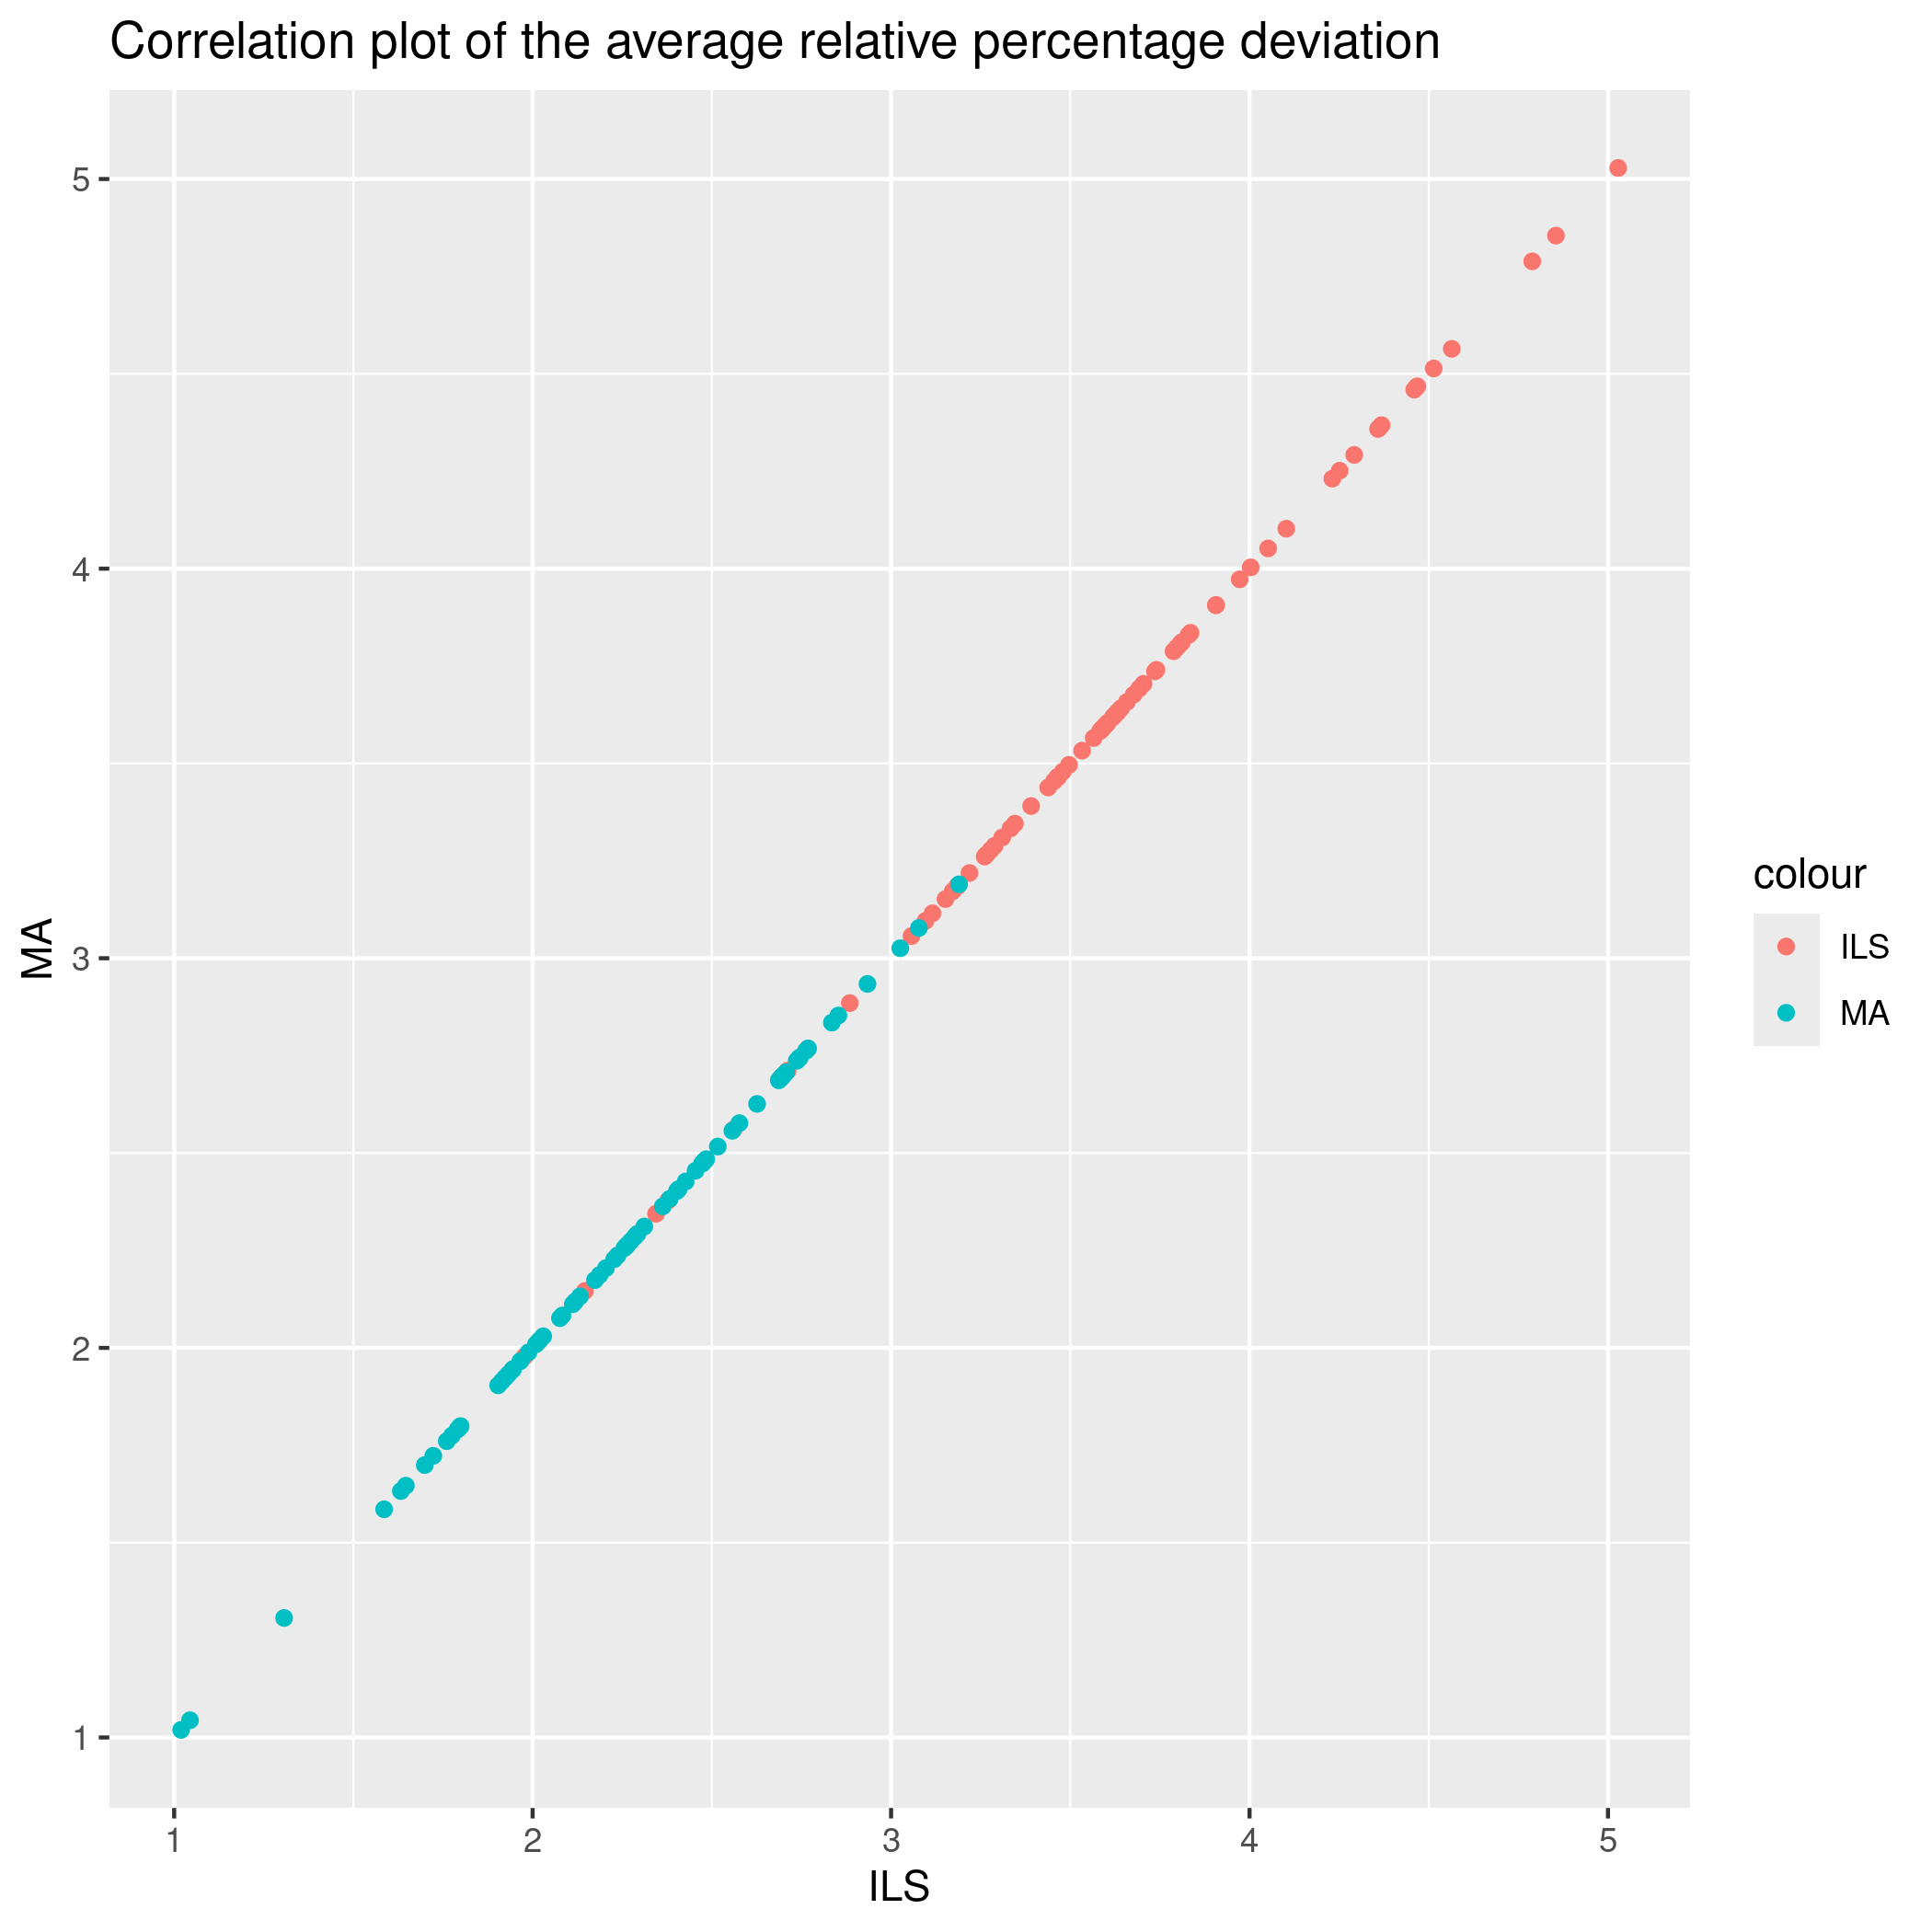 Correlation plot of the average relative percentage deviation
5
4
3
2
1
MA
1 2 3 4 5
ILS
colour
ILS
MA